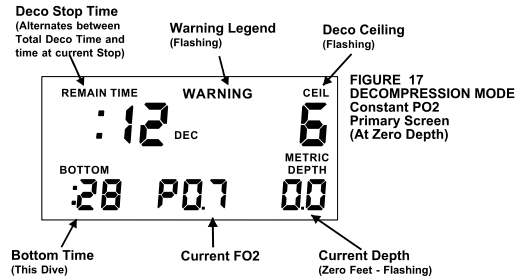 Deco Stop Time
(Alternates between
Total Deco Time and
time at current Stop)
Warning Legend
(Flashing)
Deco Ceiling
(Flashing)
REMAIN TIME
WARNING
CEIL
:12
DEC
6
METRIC
DEPTH
BOTTOM
:28
PO.7
0.0
FIGURE 17
DECOMPRESSION MODE
Constant PO2
Primary Screen
(At Zero Depth)
Bottom Time
(This Dive)
Current FO2
Current Depth
(Zero Feet - Flashing)